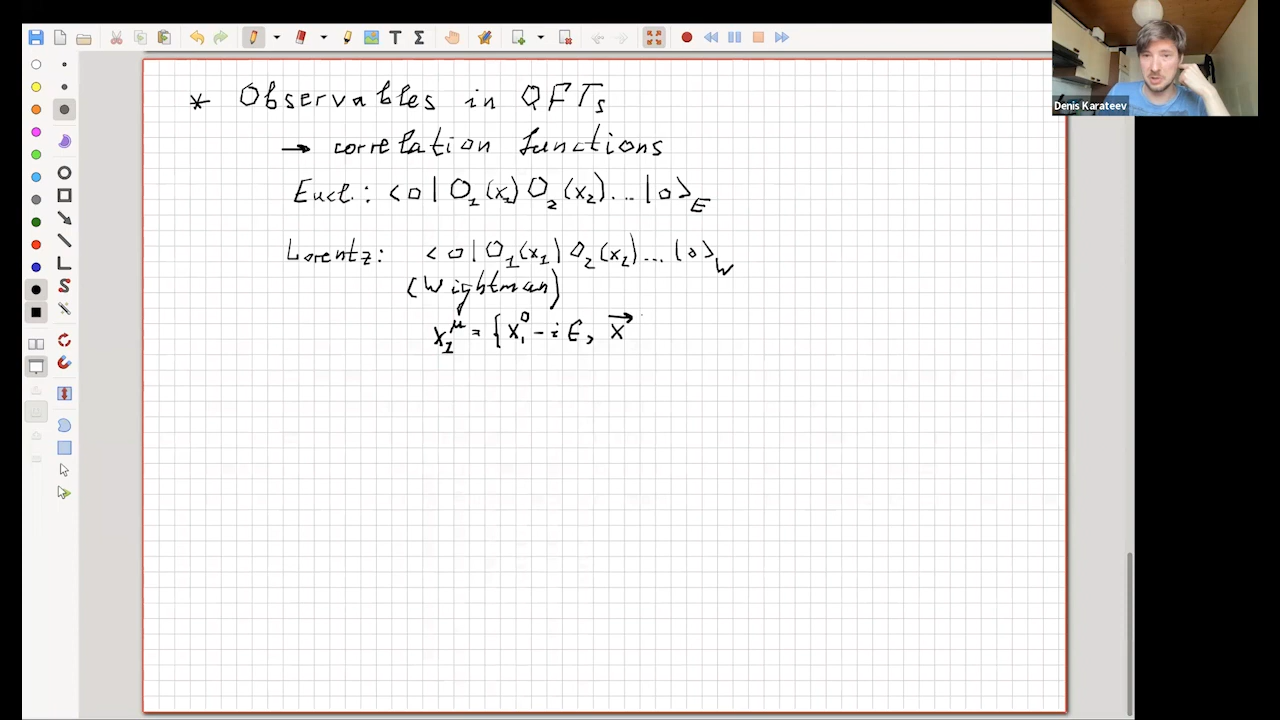 Denis Karateev
* Observables in QFTs
→ correlation functions
Eucl.: <0| O₁(x₁) O₂(x₂)... |0>_E
Lorentz: <0| O₁(x₁) O₂(x₂)... |0>_W
(Wightman)
x₁^μ = {x₁⁰ - iϵ, x⃗